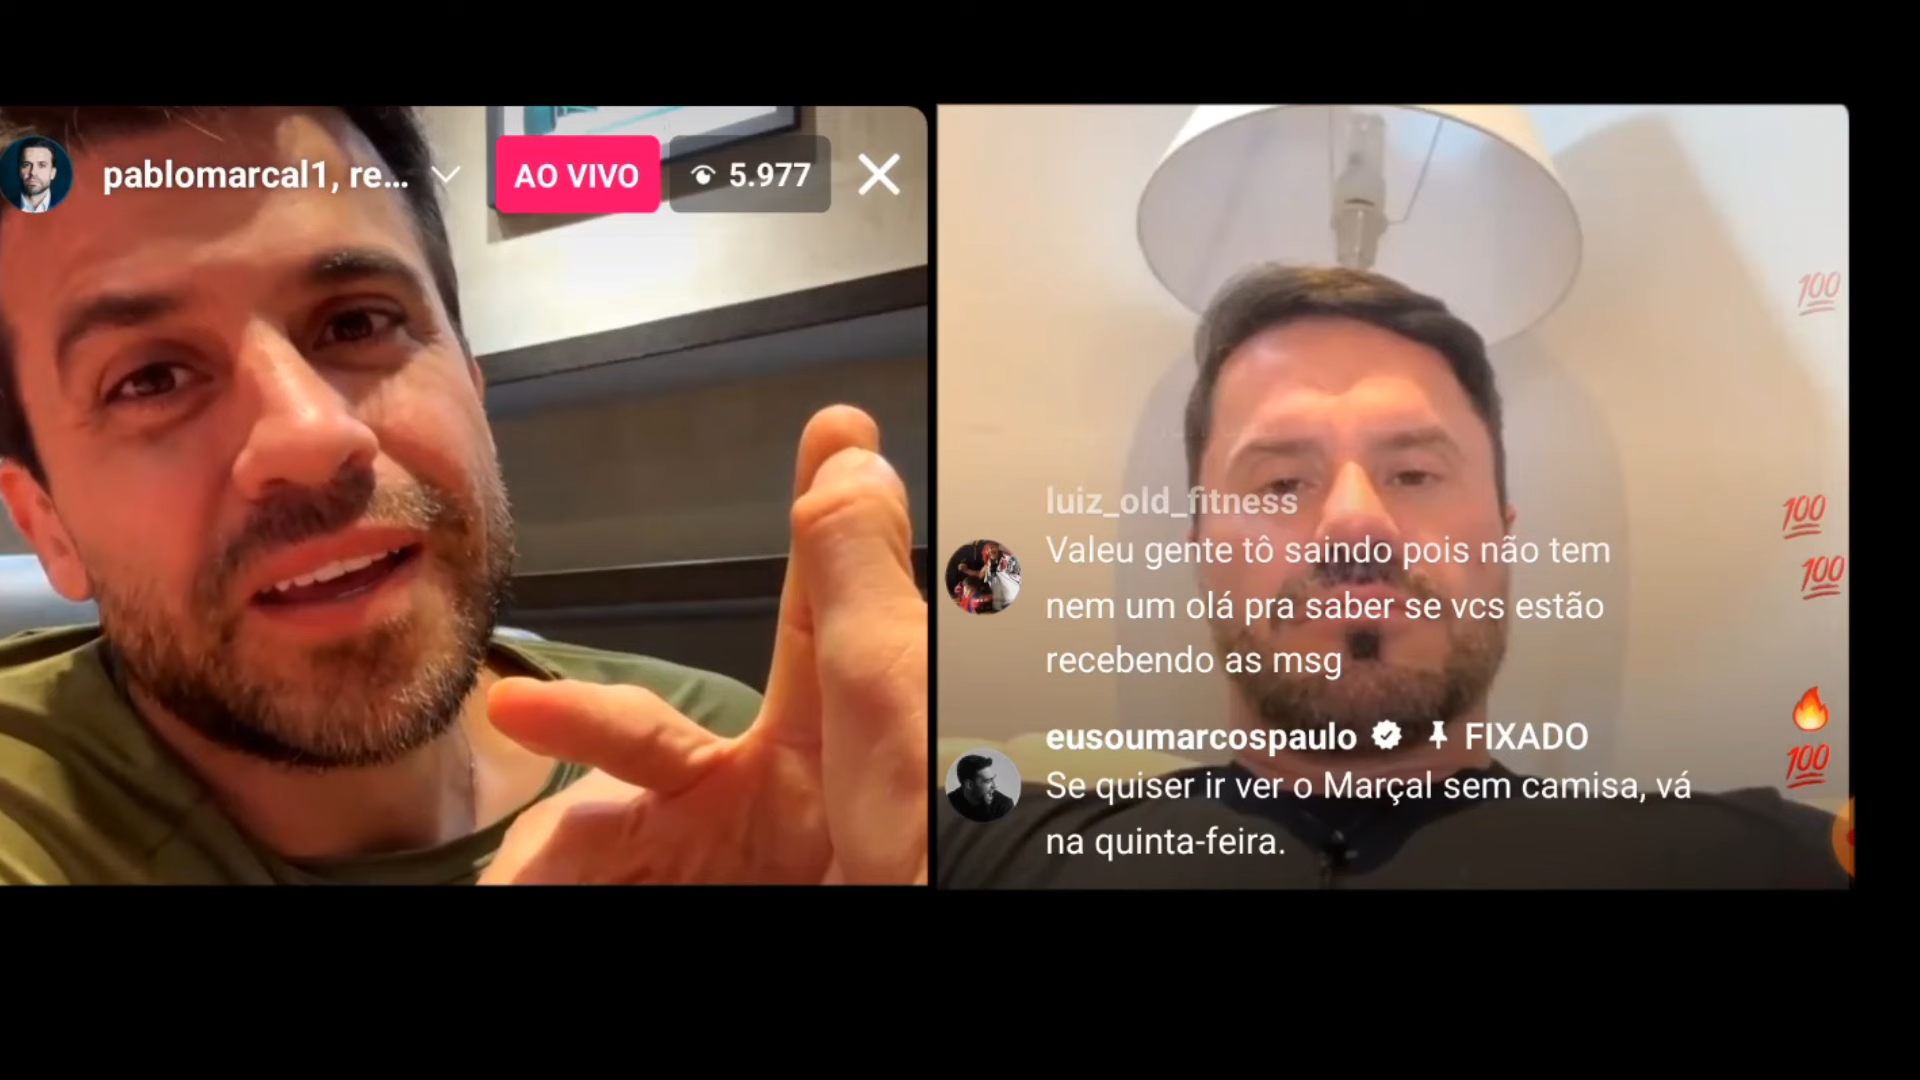 pablomarcal1, re...
AO VIVO
5.977
100
luiz_old_fitness
Valeu gente tô saindo pois não tem
nem um olá pra saber se vcs estão
recebendo as msg
100
100
eusoumarcospaulo FIXADO
Se quiser ir ver o Marçal sem camisa, vá
na quinta-feira.
100